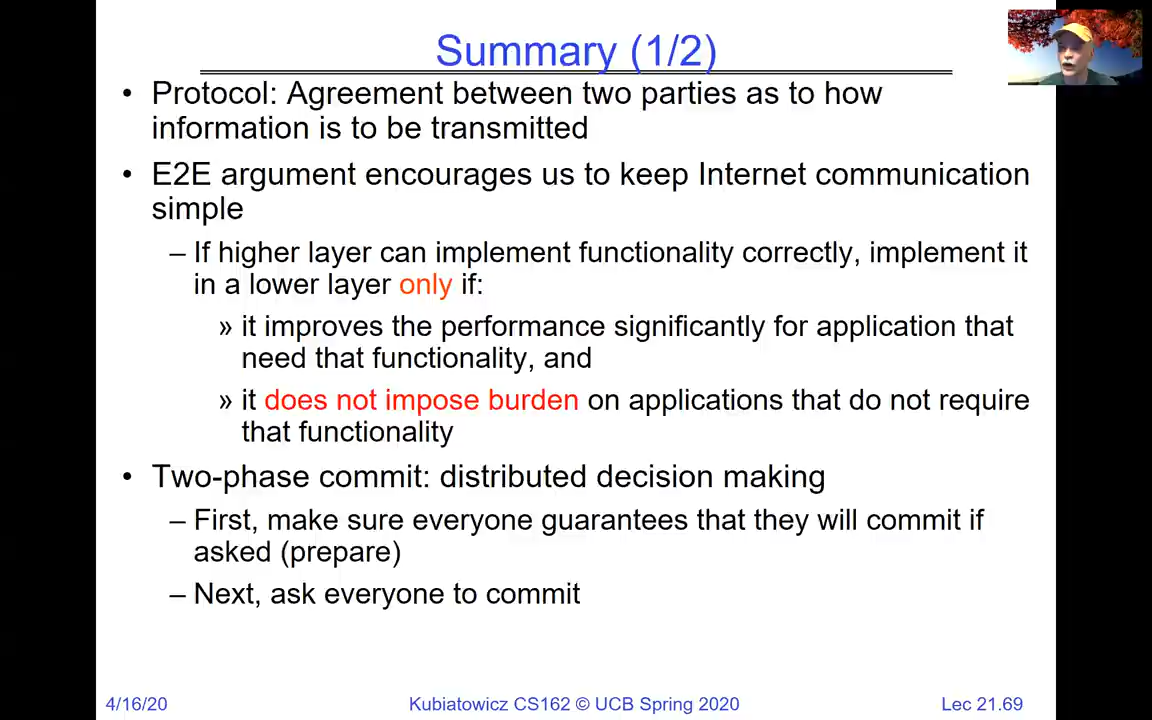 Summary (1/2)
• Protocol: Agreement between two parties as to how
information is to be transmitted
• E2E argument encourages us to keep Internet communication
simple
– If higher layer can implement functionality correctly, implement it
in a lower layer only if:
» it improves the performance significantly for application that
need that functionality, and
» it does not impose burden on applications that do not require
that functionality
• Two-phase commit: distributed decision making
– First, make sure everyone guarantees that they will commit if
asked (prepare)
– Next, ask everyone to commit
4/16/20
Kubiatowicz CS162 © UCB Spring 2020
Lec 21.69